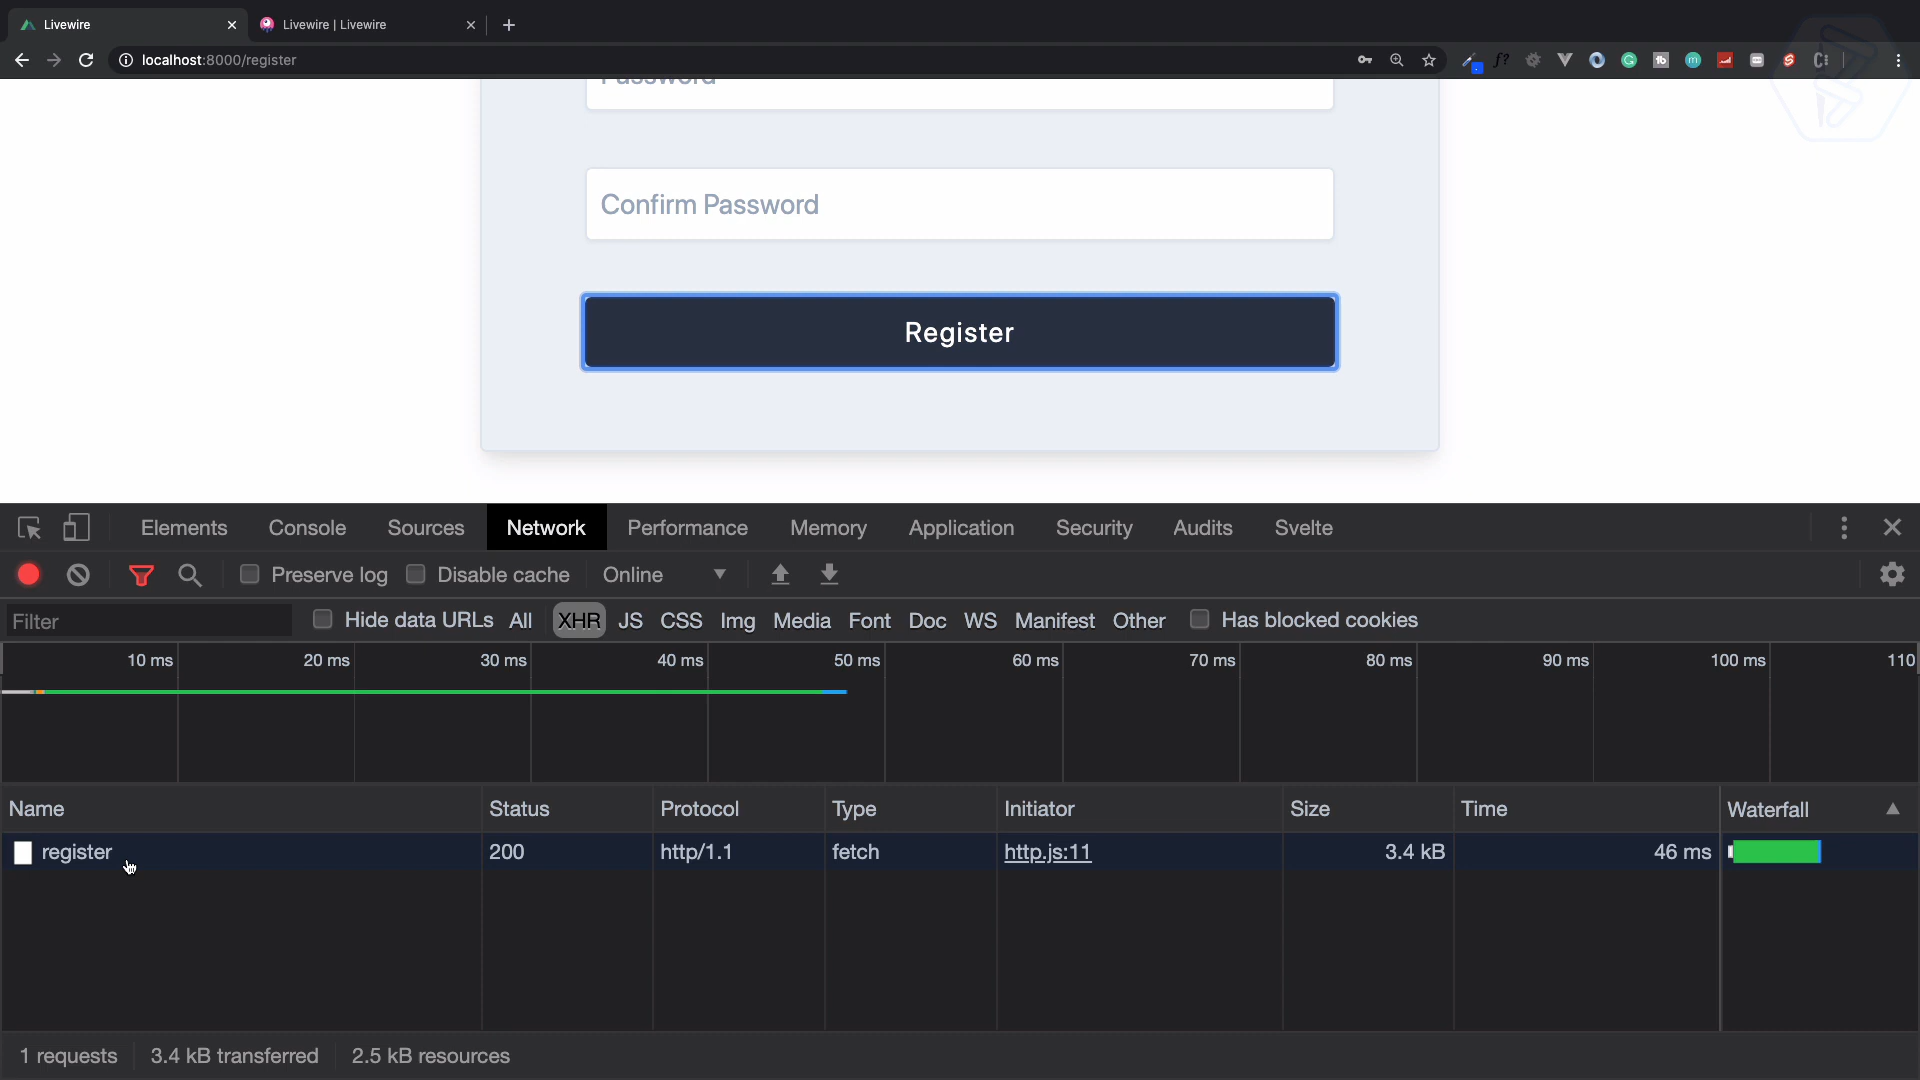 Livewire
Livewire | Livewire
localhost:8000/register
Password
Confirm Password
Register
Elements Console Sources Network Performance Memory Application Security Audits Svelte
Preserve log Disable cache Online
Filter Hide data URLs All XHR JS CSS Img Media Font Doc WS Manifest Other Has blocked cookies
10 ms 20 ms 30 ms 40 ms 50 ms 60 ms 70 ms 80 ms 90 ms 100 ms 110
Name Status Protocol Type Initiator Size Time Waterfall
register 200 http/1.1 fetch http.js:11 3.4 kB 46 ms
1 requests 3.4 kB transferred 2.5 kB resources